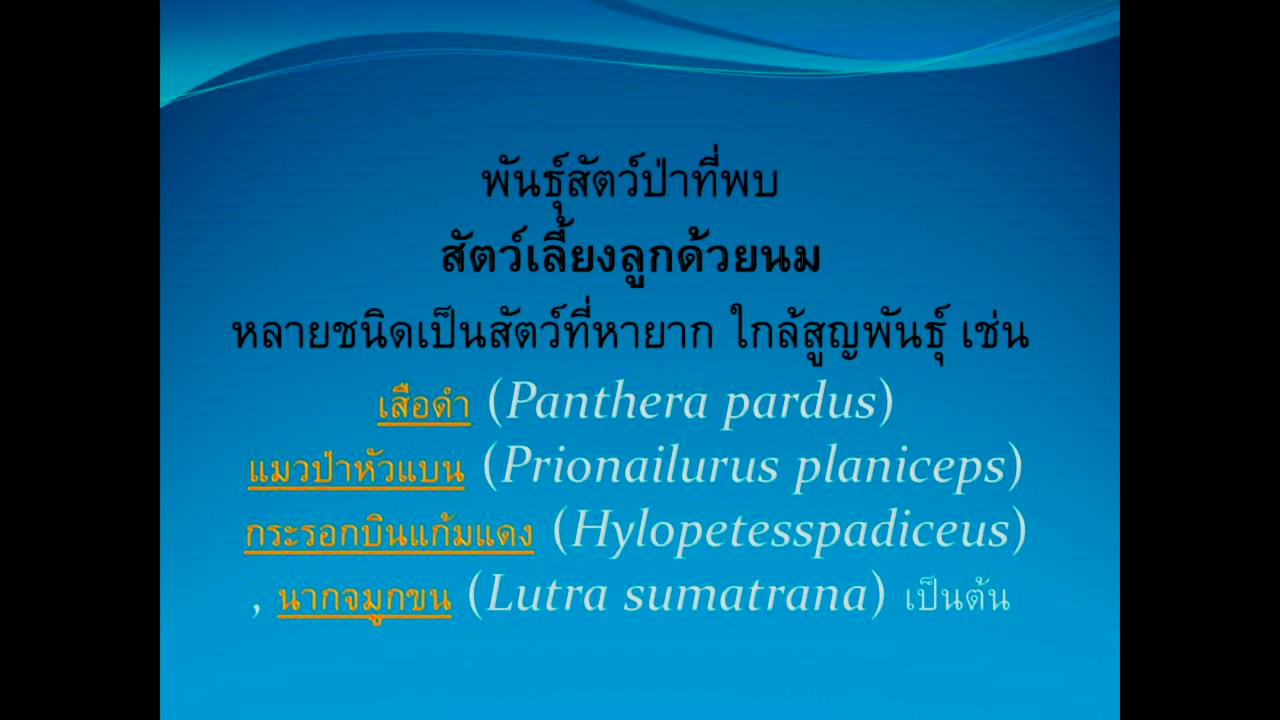 พันธุ์สัตว์ป่าที่พบ
สัตว์เลี้ยงลูกด้วยนม
หลายชนิดเป็นสัตว์ที่หายาก ใกล้สูญพันธุ์ เช่น
เสือดำ (Panthera pardus)
แมวป่าหัวแบน (Prionailurus planiceps)
กระรอกบินแก้มแดง (Hylopetesspadiceus)
, นากจมูกขน (Lutra sumatrana) เป็นต้น